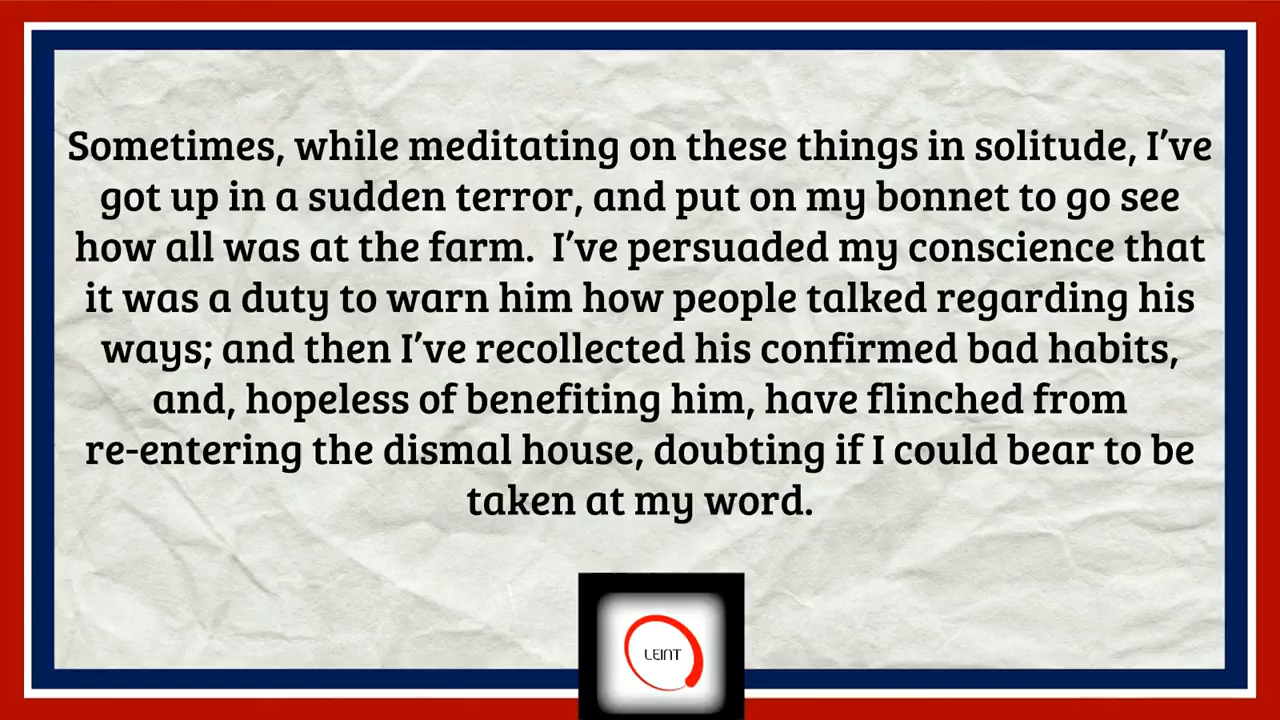 Sometimes, while meditating on these things in solitude, I’ve
got up in a sudden terror, and put on my bonnet to go see
how all was at the farm.  I’ve persuaded my conscience that
it was a duty to warn him how people talked regarding his
ways; and then I’ve recollected his confirmed bad habits,
and, hopeless of benefiting him, have flinched from
re-entering the dismal house, doubting if I could bear to be
taken at my word.
LEINT